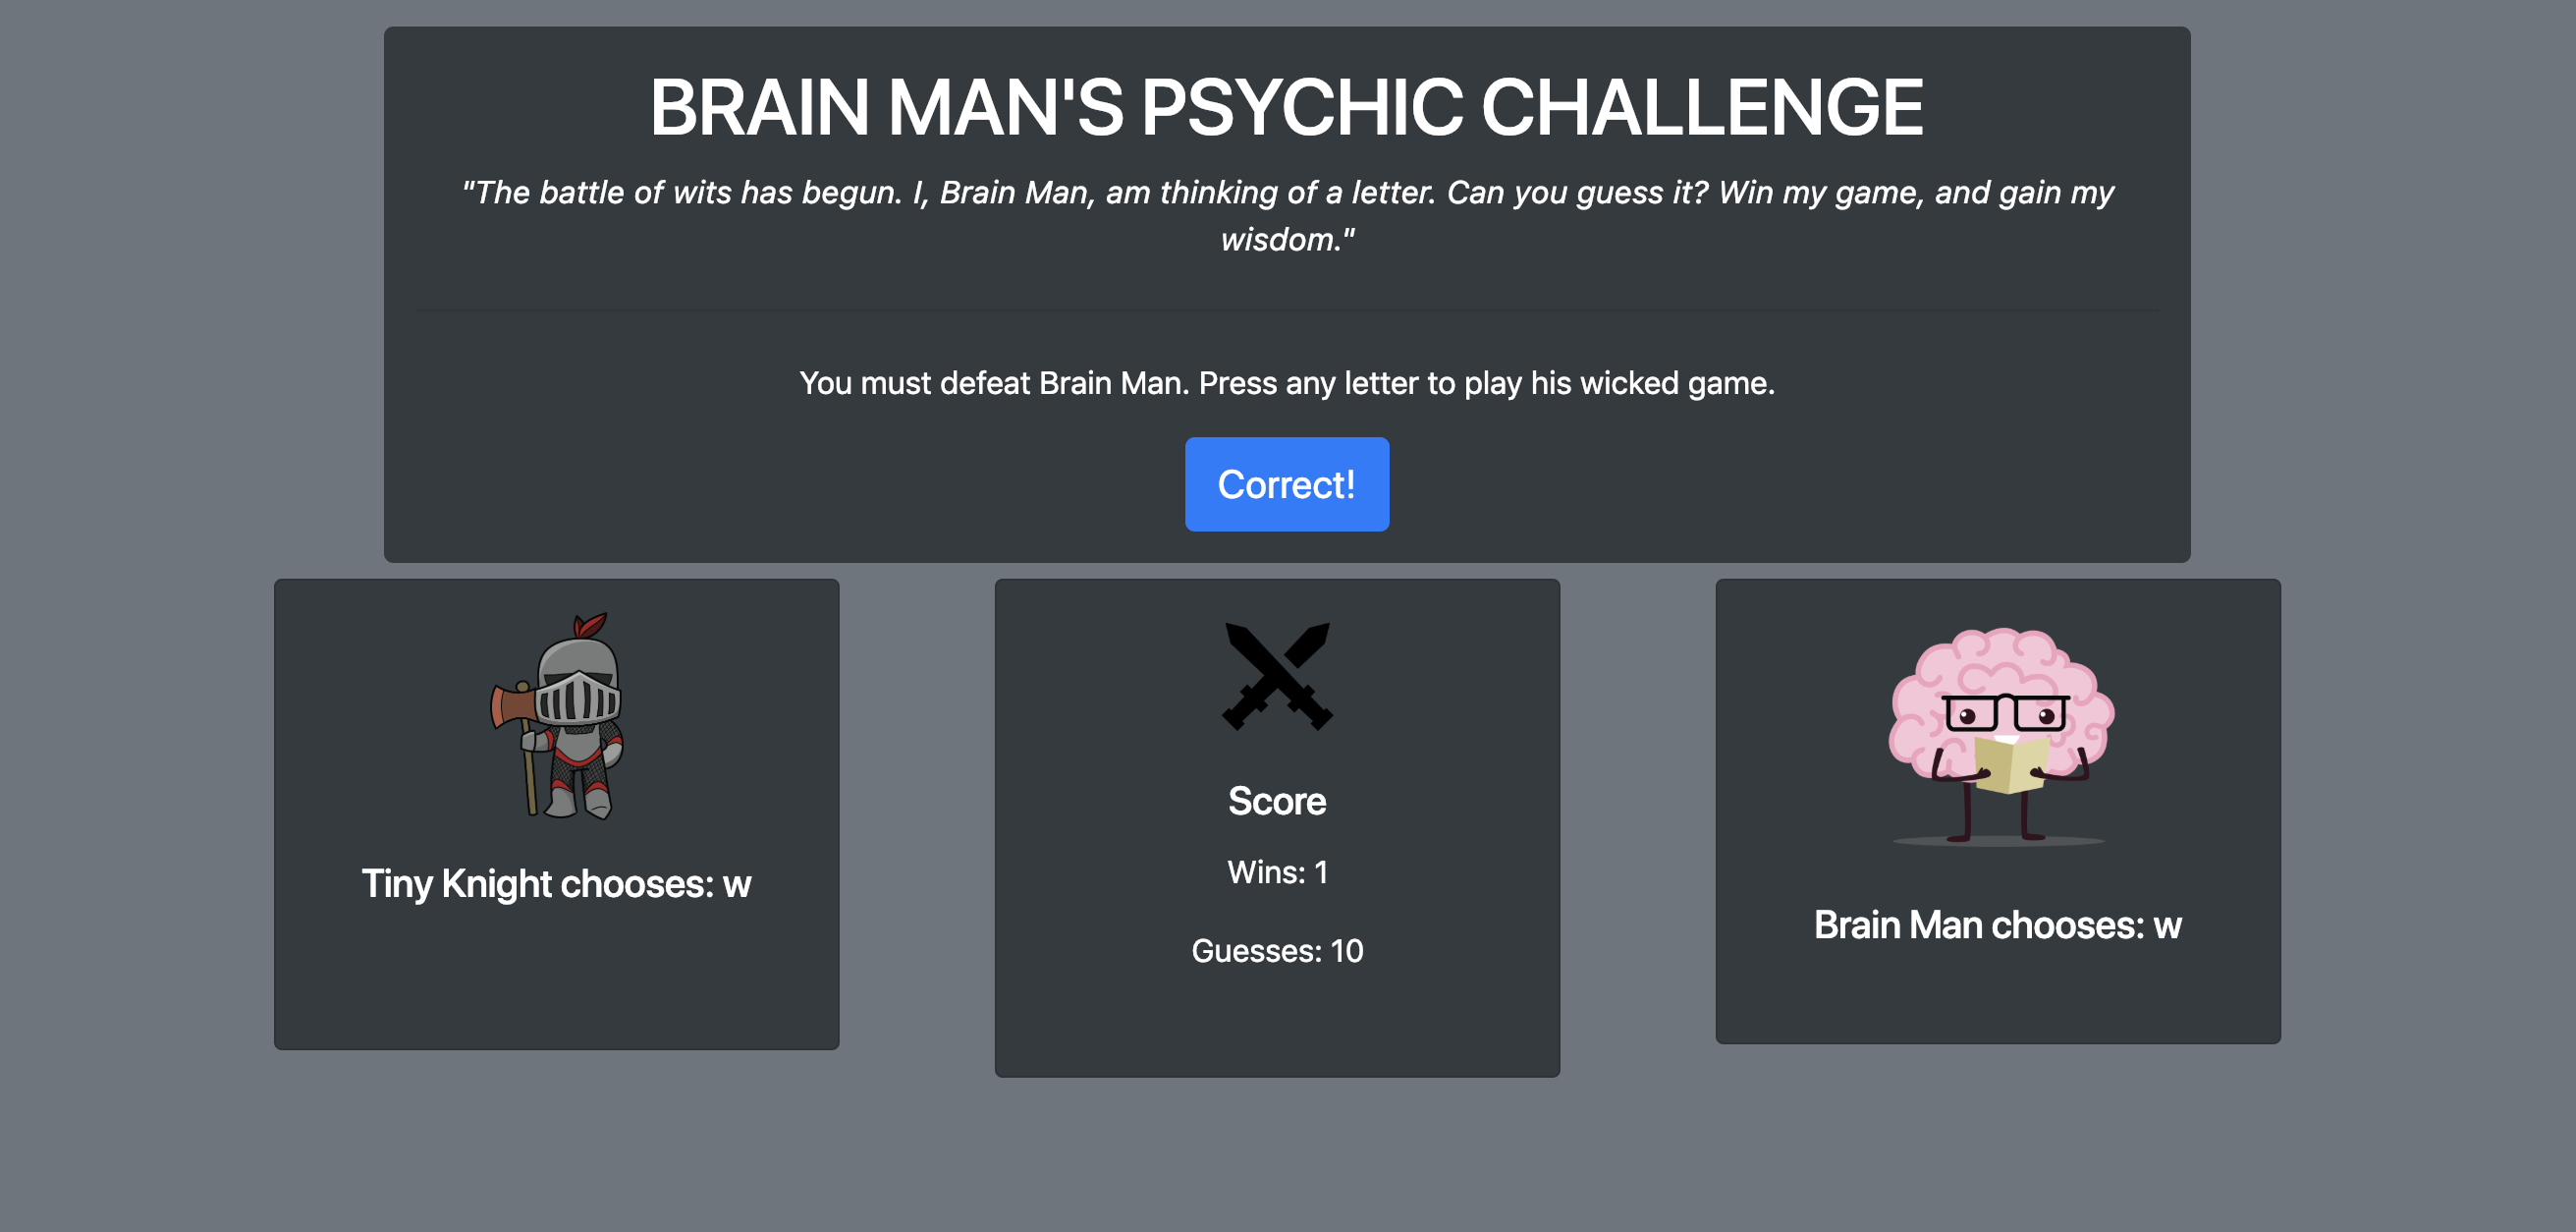 BRAIN MAN'S PSYCHIC CHALLENGE
"The battle of wits has begun. I, Brain Man, am thinking of a letter. Can you guess it? Win my game, and gain my
wisdom."
You must defeat Brain Man. Press any letter to play his wicked game.
Correct!
Tiny Knight chooses: w
Score
Wins: 1
Guesses: 10
Brain Man chooses: w